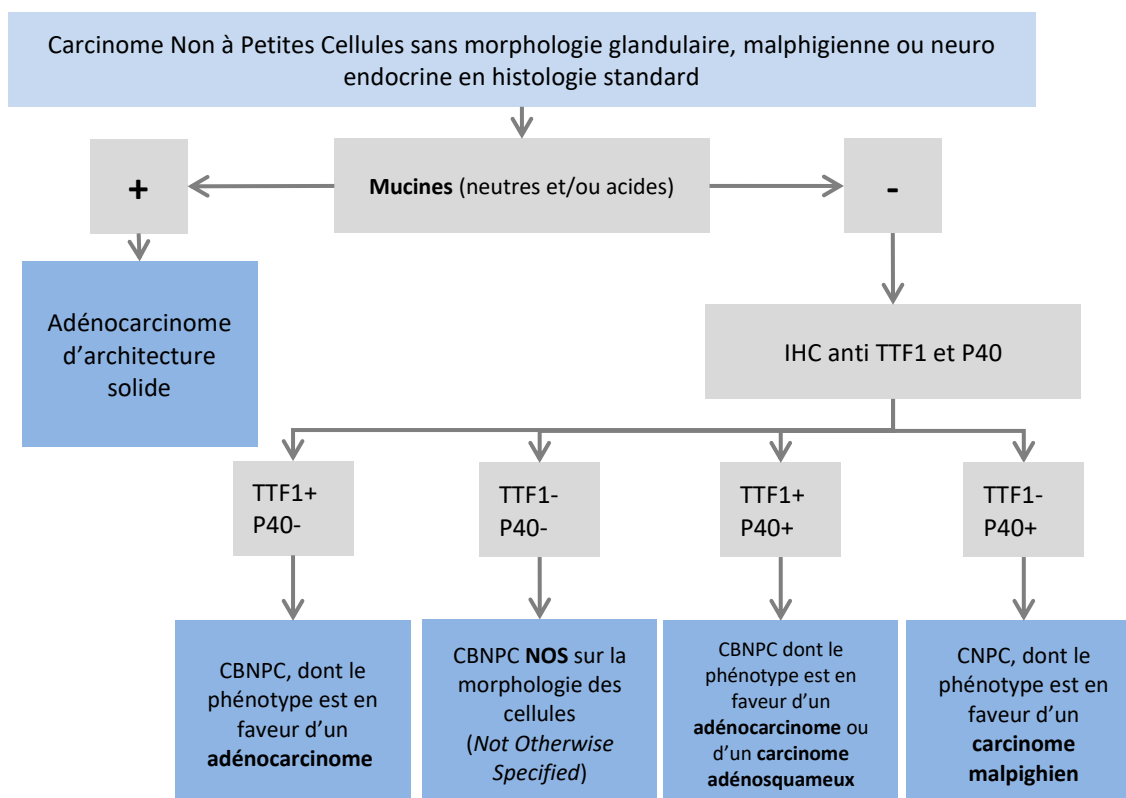 Carcinome Non à Petites Cellules sans morphologie glandulaire, malphigienne ou neuro
endocrine en histologie standard
+
Mucines (neutres et/ou acides)
-
Adénocarcinome
d’architecture
solide
IHC anti TTF1 et P40
TTF1+
P40-
TTF1-
P40-
TTF1+
P40+
TTF1-
P40+
CBNPC, dont le
phénotype est en
faveur d’un
adénocarcinome
CBNPC NOS sur la
morphologie des
cellules
(Not Otherwise
Specified)
CBNPC dont le
phénotype est en
faveur d’un
adénocarcinome ou
d’un carcinome
adénosquameux
CNPC, dont le
phénotype est en
faveur d’un
carcinome
malpighien